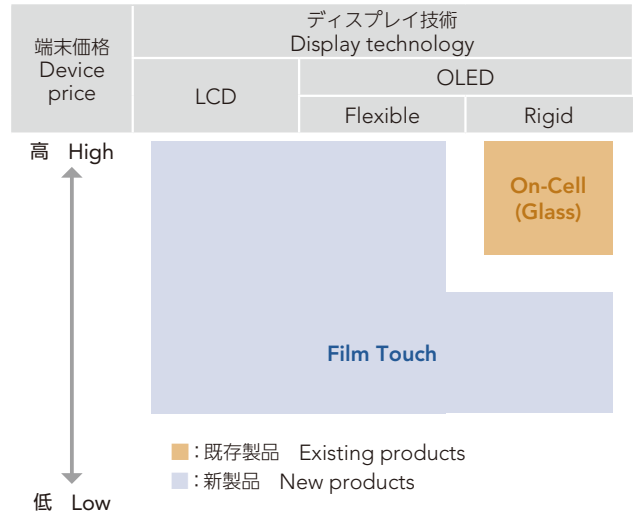 端末価格
Device
price
ディスプレイ技術
Display technology
LCD
OLED
Flexible
Rigid
高 High
On-Cell
(Glass)
Film Touch
：既存製品 Existing products
：新製品 New products
低 Low